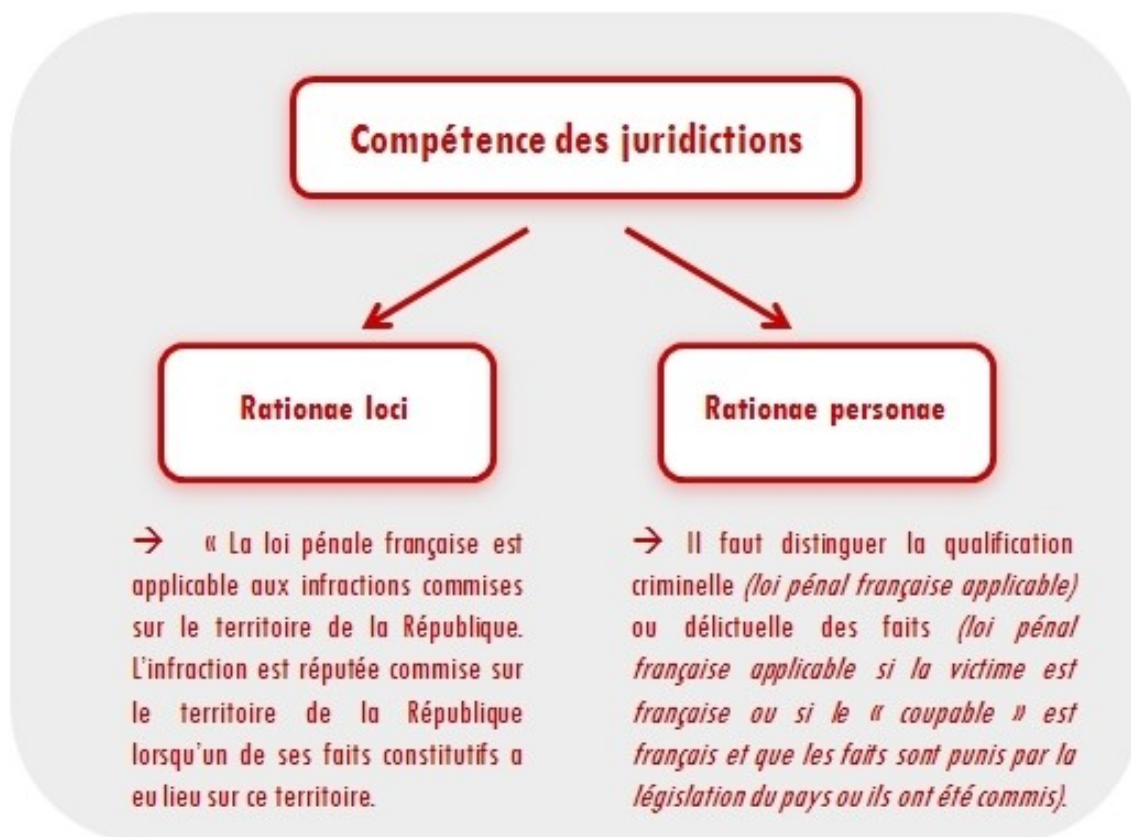 Compétence des juridictions
Rationae loci
→ « La loi pénale française est
applicable aux infractions commises
sur le territoire de la République.
L'infraction est réputée commise sur
le territoire de la République
lorsqu'un de ses faits constitutifs a
eu lieu sur ce territoire.
Rationae personae
→ Il faut distinguer la qualification
criminelle (loi pénal française applicable)
ou délictuelle des faits (loi pénal
française applicable si la victime est
française ou si le « coupable » est
français et que les faits sont punis par la
législation du pays ou ils ont été commis).